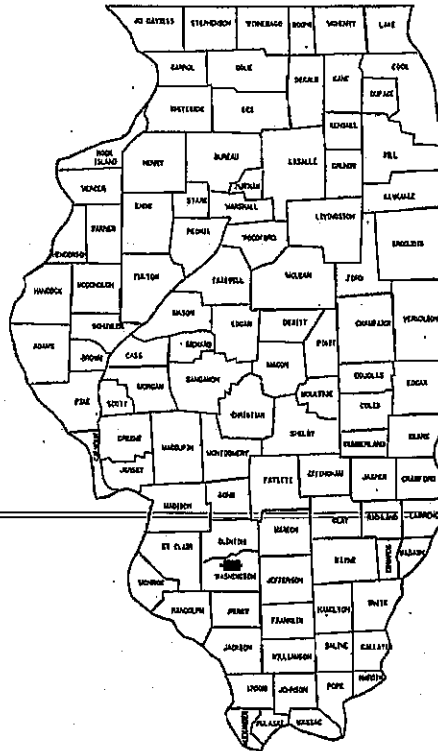 JO DAVIESS STEPHENSON WINNEBAGO BOONE MCHENRY LAKE
CARROL OGLE DEKALB KANE COOK
DUPAGE
WHITESIDE LEE
KENDALL
ROCK ISLAND HENRY BUREAU LASALLE GRUNDY WILL
MERCER PUTNAM
KNOX STARK MARSHALL KANKAKEE
LIVINGSTON
HENDERSON WARREN PEORIA WOODFORD IROQUOIS
HANCOCK MCDONOUGH FULTON TAZEWELL MCLEAN FORD
MASON
SCHUYLER LOGAN DEWITT CHAMPAIGN VERMILION
ADAMS BROWN CASS MENARD PIATT
MACON
MORGAN SANGAMON DOUGLAS EDGAR
PIKE SCOTT CHRISTIAN MOULTRIE COLES
GREENE MACOUPIN MONTGOMERY SHELBY CUMBERLAND CLARK
CALHOUN JERSEY
FAYETTE EFFINGHAM JASPER CRAWFORD
MADISON BOND
MARION CLAY RICHLAND LAWRENCE
ST CLAIR CLINTON
WASHINGTON WAYNE EDWARDS WABASH
MONROE JEFFERSON
RANDOLPH PERRY HAMILTON WHITE
FRANKLIN
JACKSON SALINE GALLATIN
WILLIAMSON
HARDIN
UNION JOHNSON POPE
ALEXANDER PULASKI MASSAC